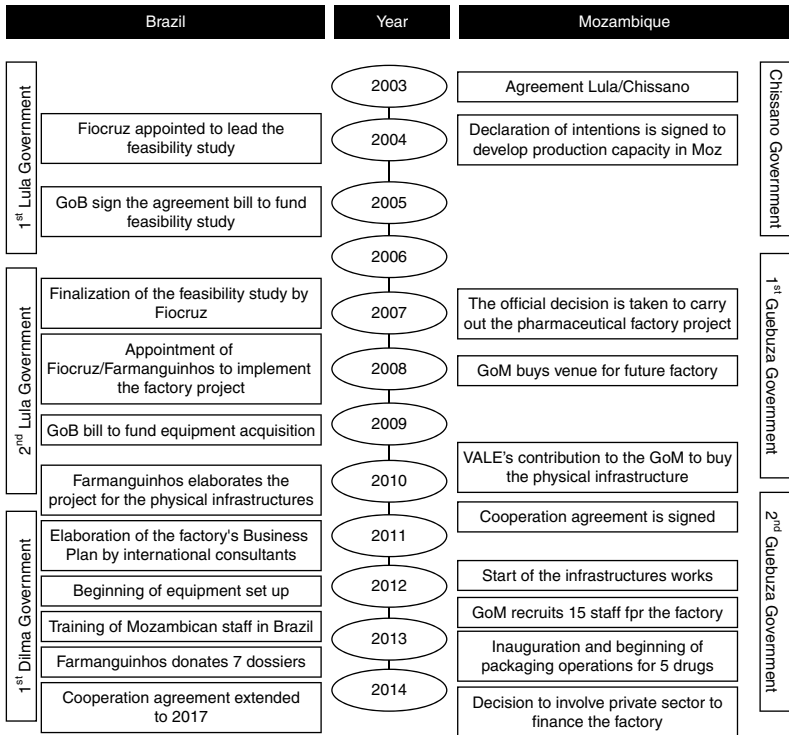 Brazil
Year
Mozambique
1st Lula Government
2nd Lula Government
1st Dilma Government
Fiocruz appointed to lead the
feasibility study
GoB sign the agreement bill to fund
feasibility study
Finalization of the feasibility study by
Fiocruz
Appointment of
Fiocruz/Farmanguinhos to implement
the factory project
GoB bill to fund equipment acquisition
Farmanguinhos elaborates the
project for the physical infrastructures
Elaboration of the factory's Business
Plan by international consultants
Beginning of equipment set up
Training of Mozambican staff in Brazil
Farmanguinhos donates 7 dossiers
Cooperation agreement extended
to 2017
2003
2004
2005
2006
2007
2008
2009
2010
2011
2012
2013
2014
Agreement Lula/Chissano
Declaration of intentions is signed to
develop production capacity in Moz
The official decision is taken to carry
out the pharmaceutical factory project
GoM buys venue for future factory
VALE's contribution to the GoM to buy
the physical infrastructure
Cooperation agreement is signed
Start of the infrastructures works
GoM recruits 15 staff fpr the factory
Inauguration and beginning of
packaging operations for 5 drugs
Decision to involve private sector to
finance the factory
Chissano Government
1st Guebuza Government
2nd Guebuza Government